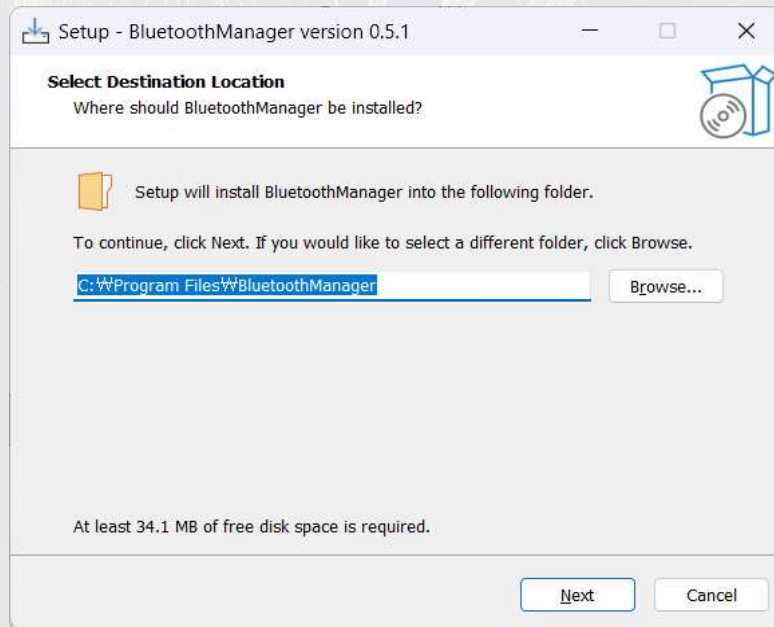 Setup - BluetoothManager version 0.5.1
Select Destination Location
Where should BluetoothManager be installed?
Setup will install BluetoothManager into the following folder.
To continue, click Next. If you would like to select a different folder, click Browse.
C:₩Program Files₩BluetoothManager
Browse...
At least 34.1 MB of free disk space is required.
Next
Cancel